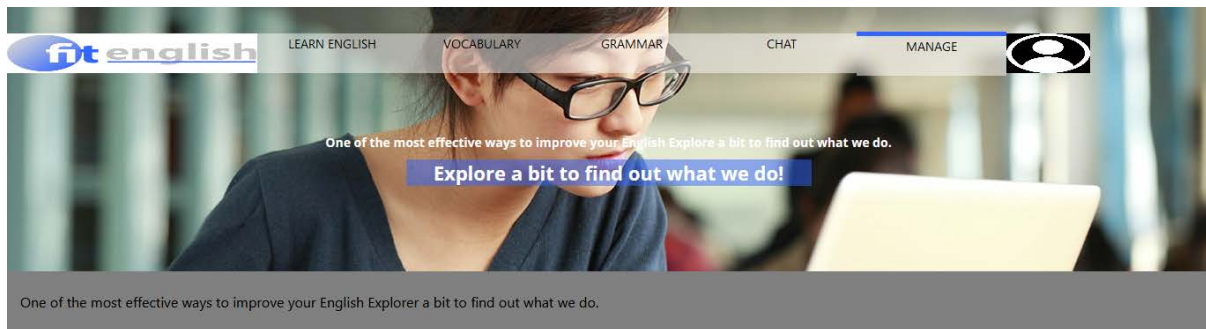 fit english
LEARN ENGLISH
VOCABULARY
GRAMMAR
CHAT
MANAGE
One of the most effective ways to improve your English Explore a bit to find out what we do.
Explore a bit to find out what we do!
One of the most effective ways to improve your English Explorer a bit to find out what we do.